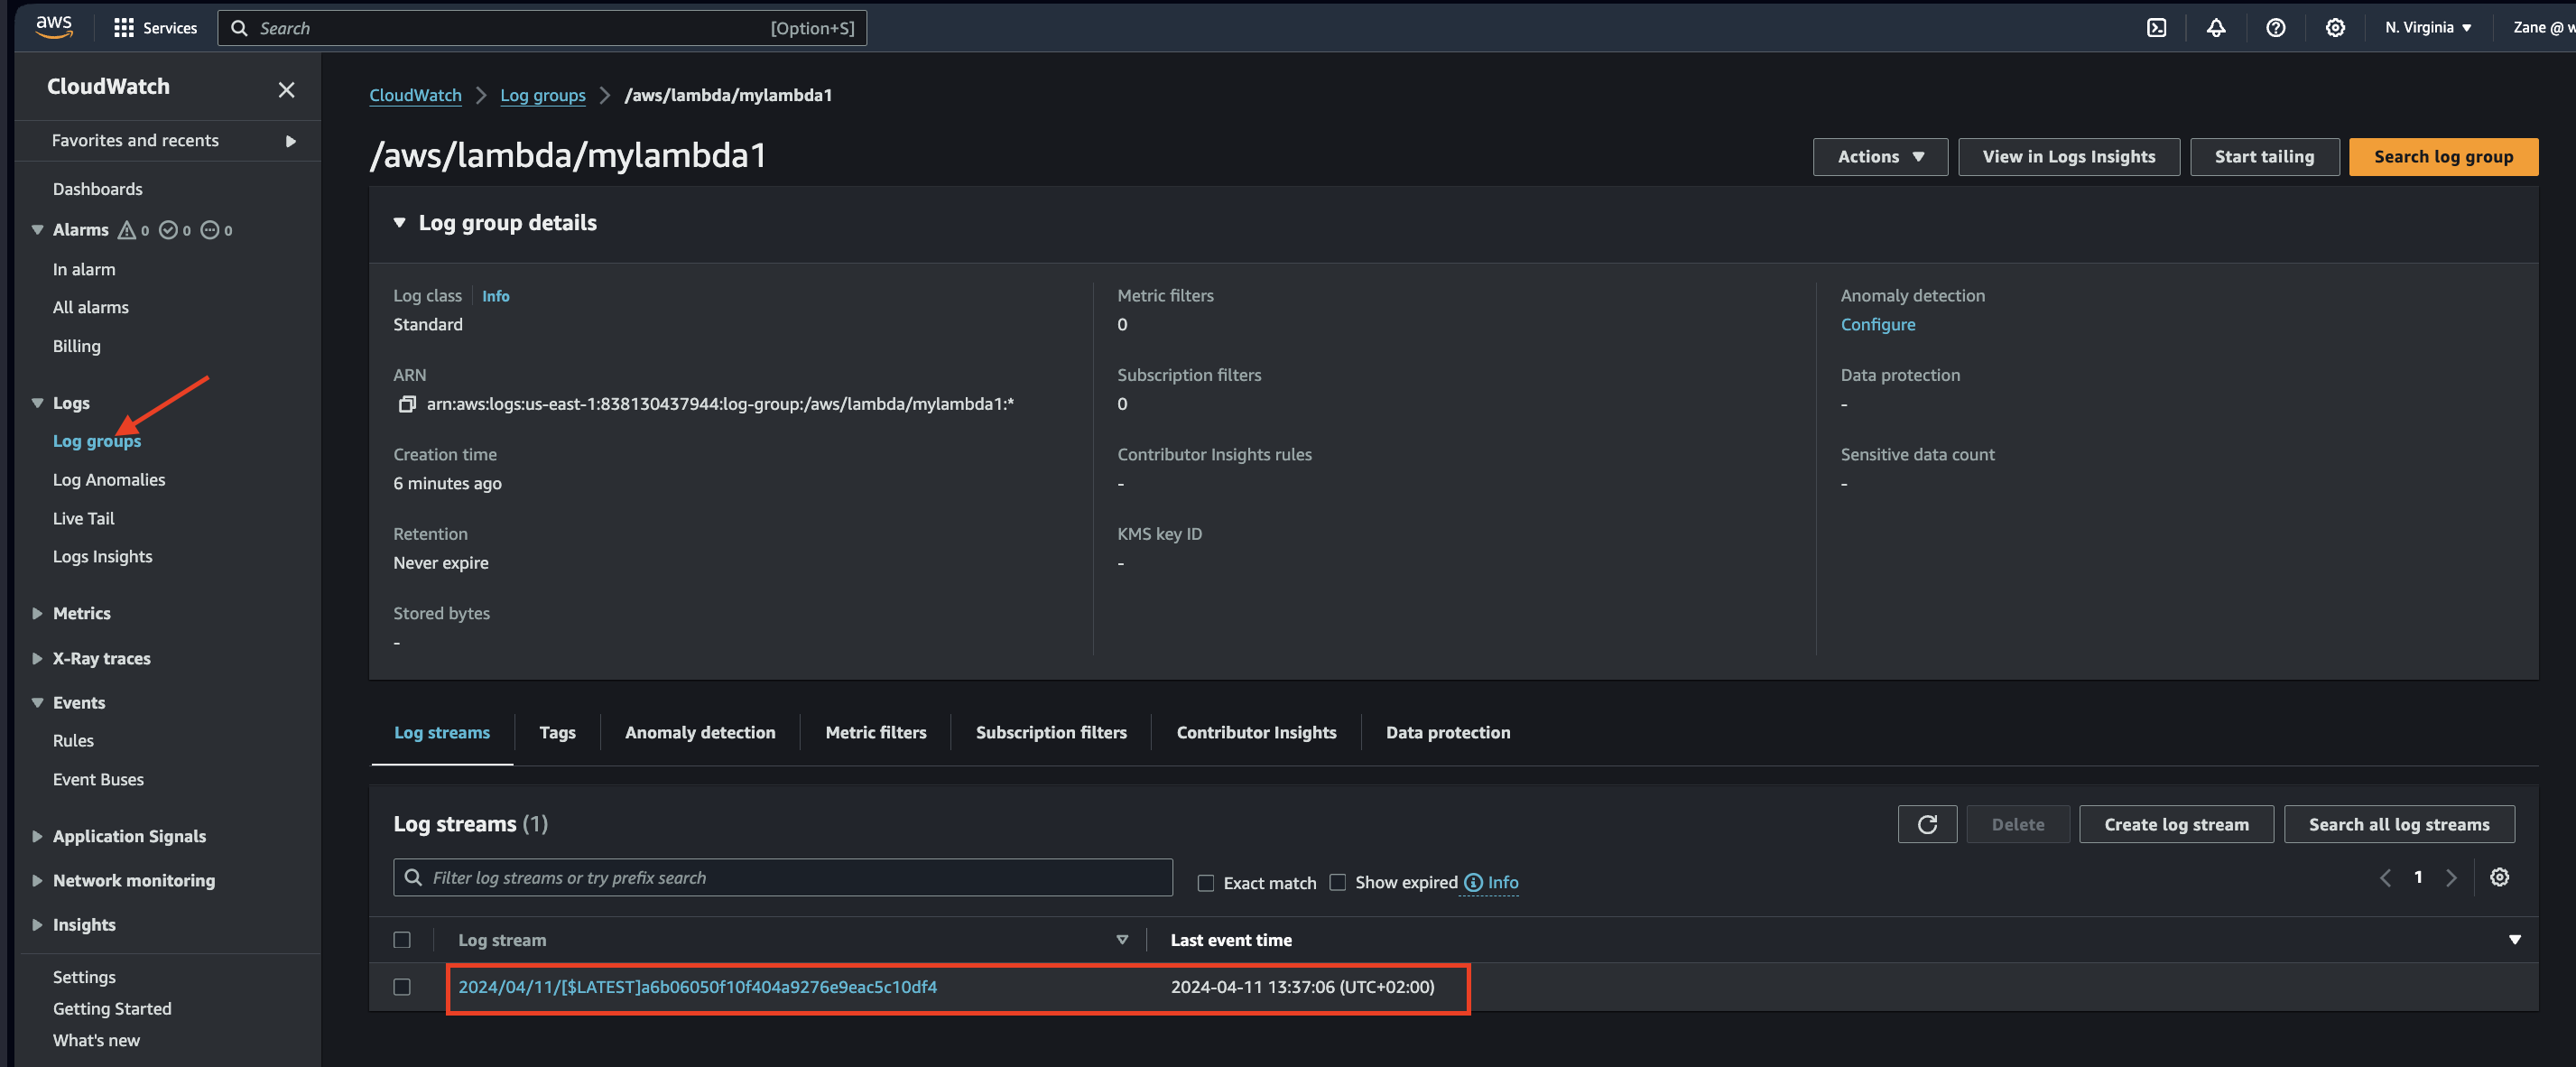 aws
Services
Search
[Option+S]
N. Virginia
Zane @ w
CloudWatch
Favorites and recents
Dashboards
Alarms 0 0 0
In alarm
All alarms
Billing
Logs
Log groups
Log Anomalies
Live Tail
Logs Insights
Metrics
X-Ray traces
Events
Rules
Event Buses
Application Signals
Network monitoring
Insights
Settings
Getting Started
What's new
CloudWatch > Log groups > /aws/lambda/mylambda1
/aws/lambda/mylambda1
Actions
View in Logs Insights
Start tailing
Search log group
Log group details
Log class Info
Standard
ARN
arn:aws:logs:us-east-1:838130437944:log-group:/aws/lambda/mylambda1:*
Creation time
6 minutes ago
Retention
Never expire
Stored bytes
-
Metric filters
0
Subscription filters
0
Contributor Insights rules
-
KMS key ID
-
Anomaly detection
Configure
Data protection
-
Sensitive data count
-
Log streams
Tags
Anomaly detection
Metric filters
Subscription filters
Contributor Insights
Data protection
Log streams (1)
Delete
Create log stream
Search all log streams
Filter log streams or try prefix search
Exact match
Show expired
Info
1
Log stream
Last event time
2024/04/11/[$LATEST]a6b06050f10f404a9276e9eac5c10df4
2024-04-11 13:37:06 (UTC+02:00)